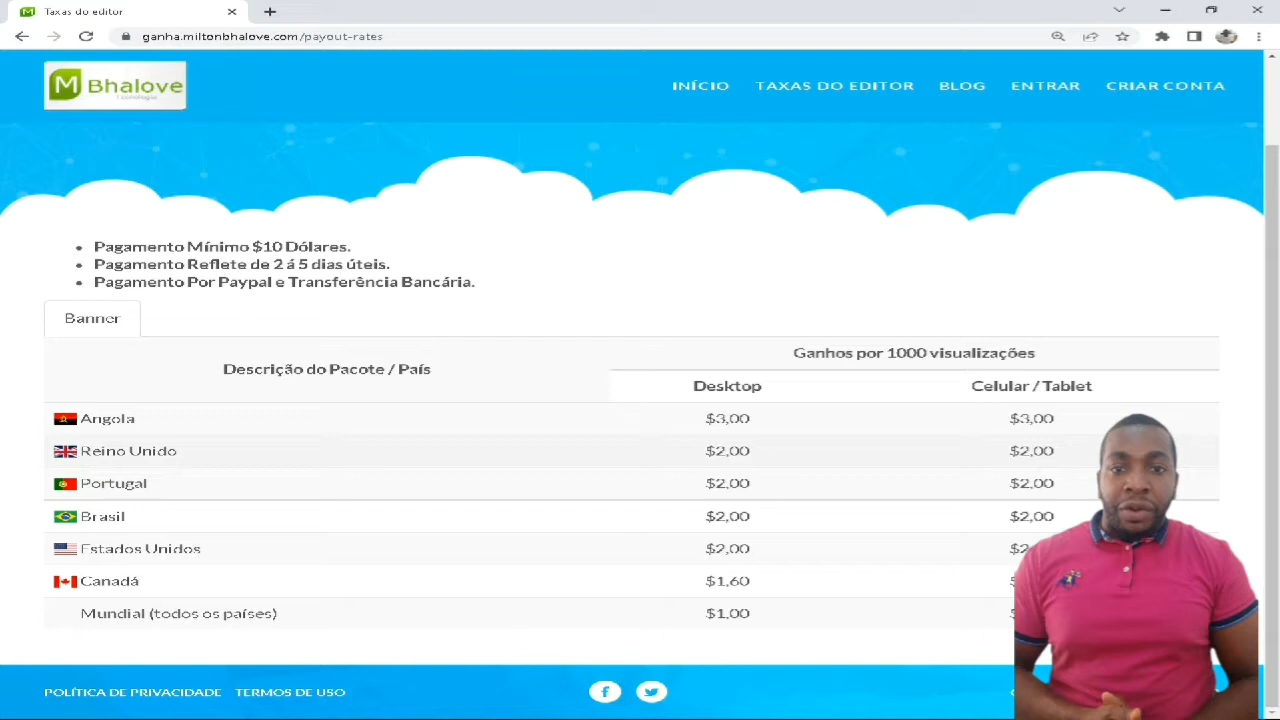 Taxas do editor
ganha.miltonbhalove.com/payout-rates
M Bhalove
INÍCIO TAXAS DO EDITOR BLOG ENTRAR CRIAR CONTA
Pagamento Mínimo $10 Dólares.
Pagamento Reflete de 2 á 5 dias úteis.
Pagamento Por Paypal e Transferência Bancária.
Banner
Descrição do Pacote / País
Ganhos por 1000 visualizações
Desktop Celular / Tablet
Angola $3,00 $3,00
Reino Unido $2,00 $2,00
Portugal $2,00 $2,00
Brasil $2,00 $2,00
Estados Unidos $2,00
Canadá $1,60
Mundial (todos os países) $1,00
POLÍTICA DE PRIVACIDADE TERMOS DE USO